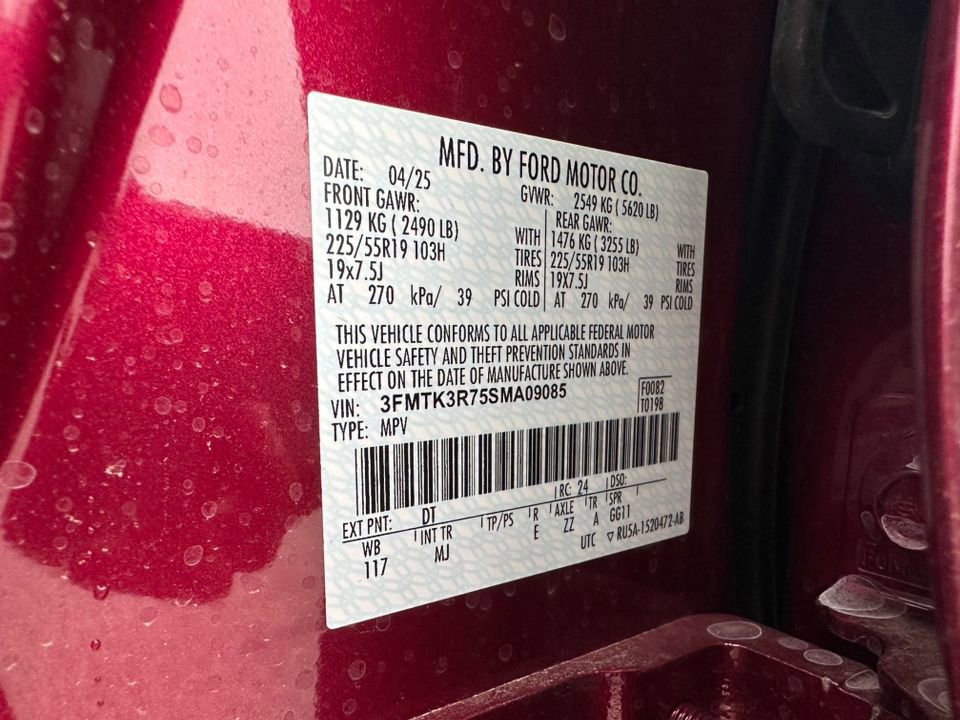 MFD. BY FORD MOTOR CO.
DATE: 04/25 GVWR: 2549 KG ( 5620 LB)
FRONT GAWR: REAR GAWR:
1129 KG ( 2490 LB) WITH 1476 KG ( 3255 LB) WITH
225/55R19 103H TIRES 225/55R19 103H TIRES
19x7.5J RIMS 19X7.5J RIMS
AT 270 kPa/ 39 PSI COLD AT 270 kPa/ 39 PSI COLD
THIS VEHICLE CONFORMS TO ALL APPLICABLE FEDERAL MOTOR
VEHICLE SAFETY AND THEFT PREVENTION STANDARDS IN
EFFECT ON THE DATE OF MANUFACTURE SHOWN ABOVE.
VIN: 3FMTK3R75SMA09085 F0082
TYPE: MPV T0198
EXT PNT: DT RC: 24 DSO:
WB INT TR TP/PS R AXLE TR SPR
117 MJ E ZZ A GG11
UTC ▽ RU5A-1520472-AB